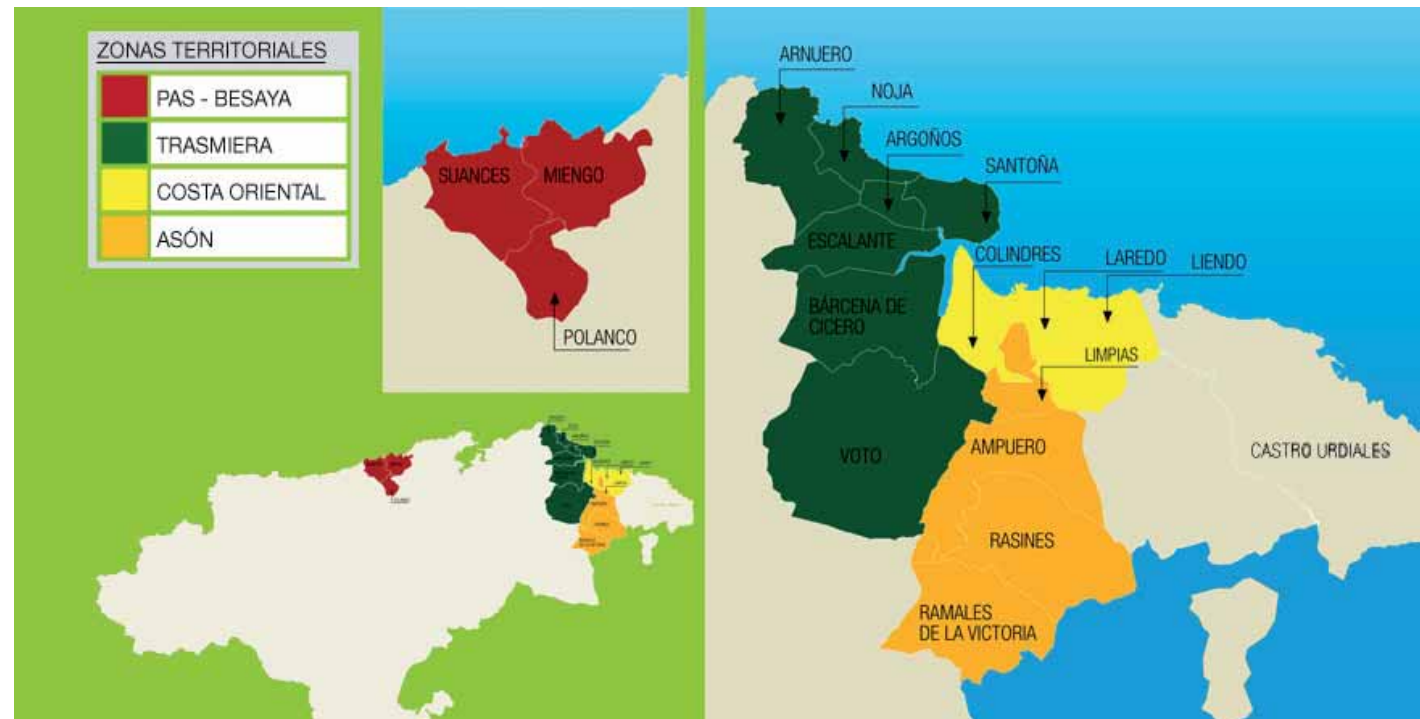 ZONAS TERRITORIALES
PAS - BESAYA
TRASMIERA
COSTA ORIENTAL
ASÓN
SUANCES
MIENGO
POLANCO
ARNUERO
NOJA
ARGOÑOS
SANTOÑA
ESCALANTE
COLINDRES
LAREDO
LIENDO
BÁRCENA DE
CICERO
LIMPIAS
VOTO
AMPUERO
CASTRO URDIALES
RASINES
RAMALES
DE LA VICTORIA